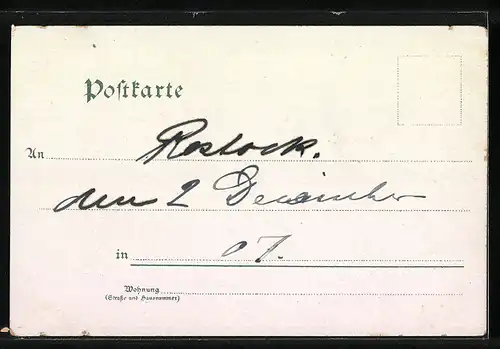 Postkarte
An Rostock.
den 2 December
in 07.
Wohnung
(Straße und Hausnummer)